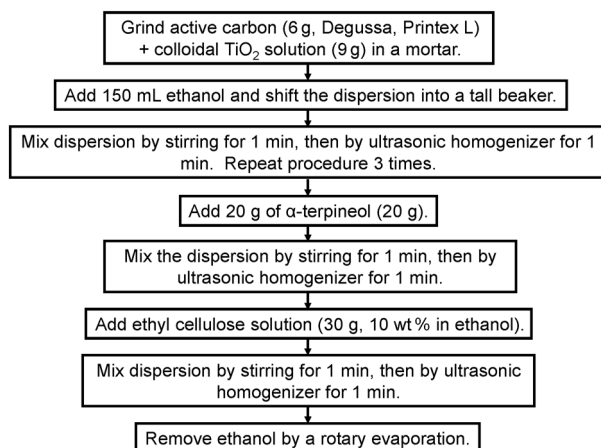 Grind active carbon (6 g, Degussa, Printex L)
+ colloidal TiO₂ solution (9 g) in a mortar.
Add 150 mL ethanol and shift the dispersion into a tall beaker.
Mix dispersion by stirring for 1 min, then by ultrasonic homogenizer for 1
min.  Repeat procedure 3 times.
Add 20 g of α-terpineol (20 g).
Mix the dispersion by stirring for 1 min, then by
ultrasonic homogenizer for 1 min.
Add ethyl cellulose solution (30 g, 10 wt % in ethanol).
Mix dispersion by stirring for 1 min, then by ultrasonic
homogenizer for 1 min.
Remove ethanol by a rotary evaporation.